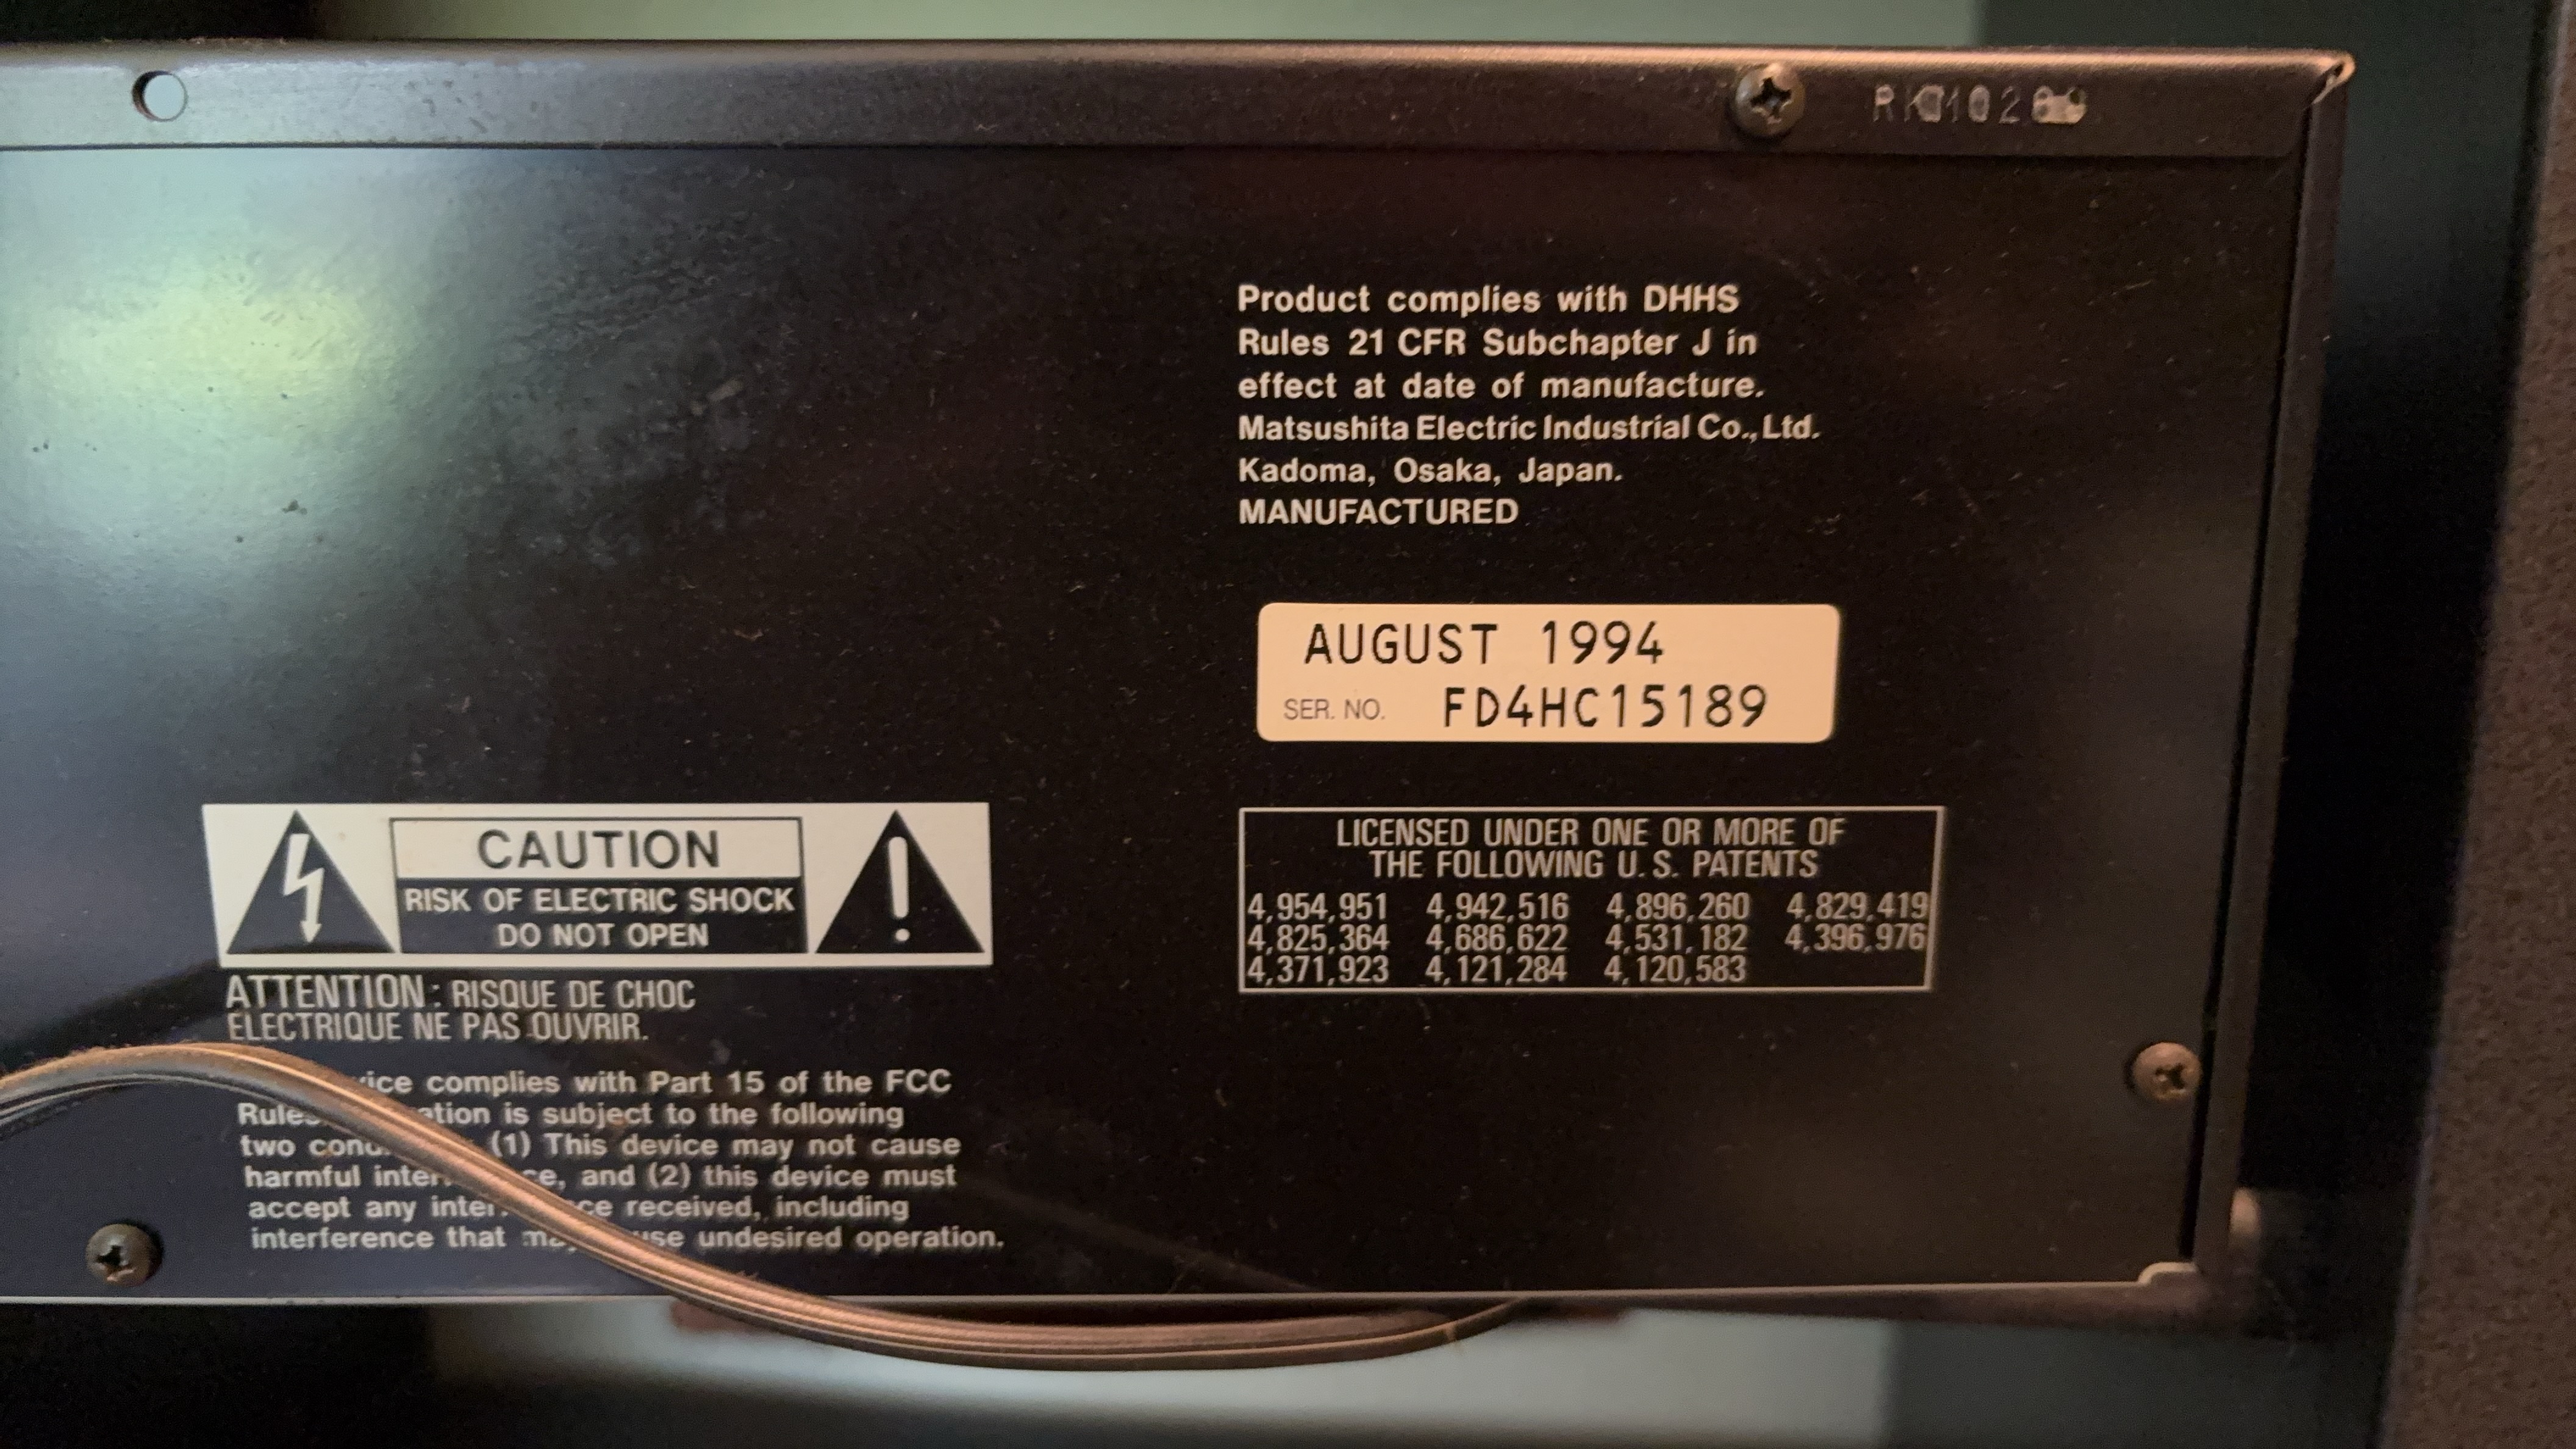 Product complies with DHHS
Rules 21 CFR Subchapter J in
effect at date of manufacture.
Matsushita Electric Industrial Co., Ltd.
Kadoma, Osaka, Japan.
MANUFACTURED
AUGUST 1994
SER. NO. FD4HC15189
CAUTION
RISK OF ELECTRIC SHOCK
DO NOT OPEN
ATTENTION: RISQUE DE CHOC
ELECTRIQUE NE PAS OUVRIR.
complies with Part 15 of the FCC
is subject to the following
two (1) This device may not cause
harmful and (2) this device must
accept any received, including
interference that undesired operation.
LICENSED UNDER ONE OR MORE OF
THE FOLLOWING U.S. PATENTS
4,954,951 4,942,516 4,896,260 4,829,419
4,825,364 4,686,622 4,531,182 4,396,976
4,371,923 4,121,284 4,120,583